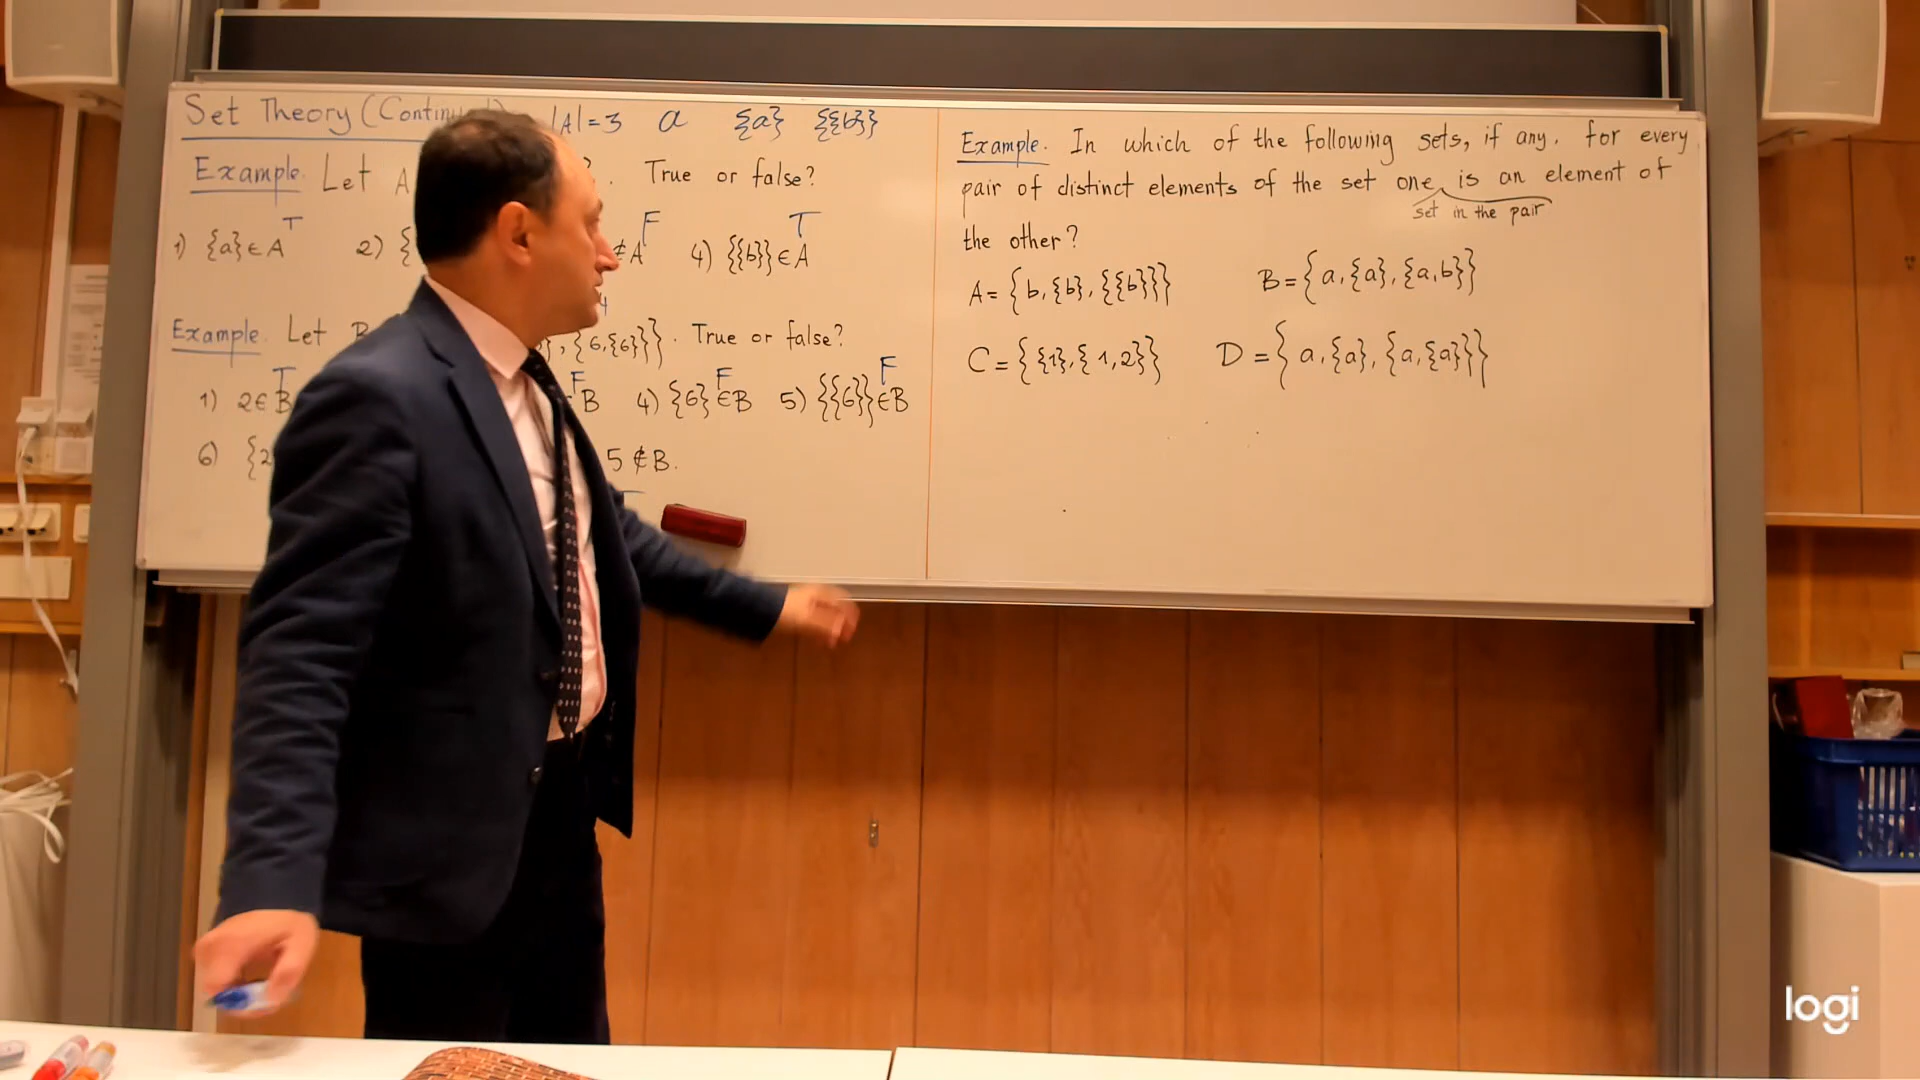 Set Theory (Contin
|A|=3 a {a} {{b}}
Example. Let A ? . True or false?
1) {a}∈A T 2) { ∉A F 4) {{b}}∈A T
Example. Let B }, {6,{6}}}. True or false?
1) 2∈B T B F 4) {6}∈B F 5) {{6}}∈B F
6) {2 5∉B.
Example. In which of the following sets, if any, for every
pair of distinct elements of the set one is an element of
set in the pair
the other?
A={b,{b},{{b}}} B={a,{a},{a,b}}
C={{1},{1,2}} D={a,{a},{a,{a}}}
logi